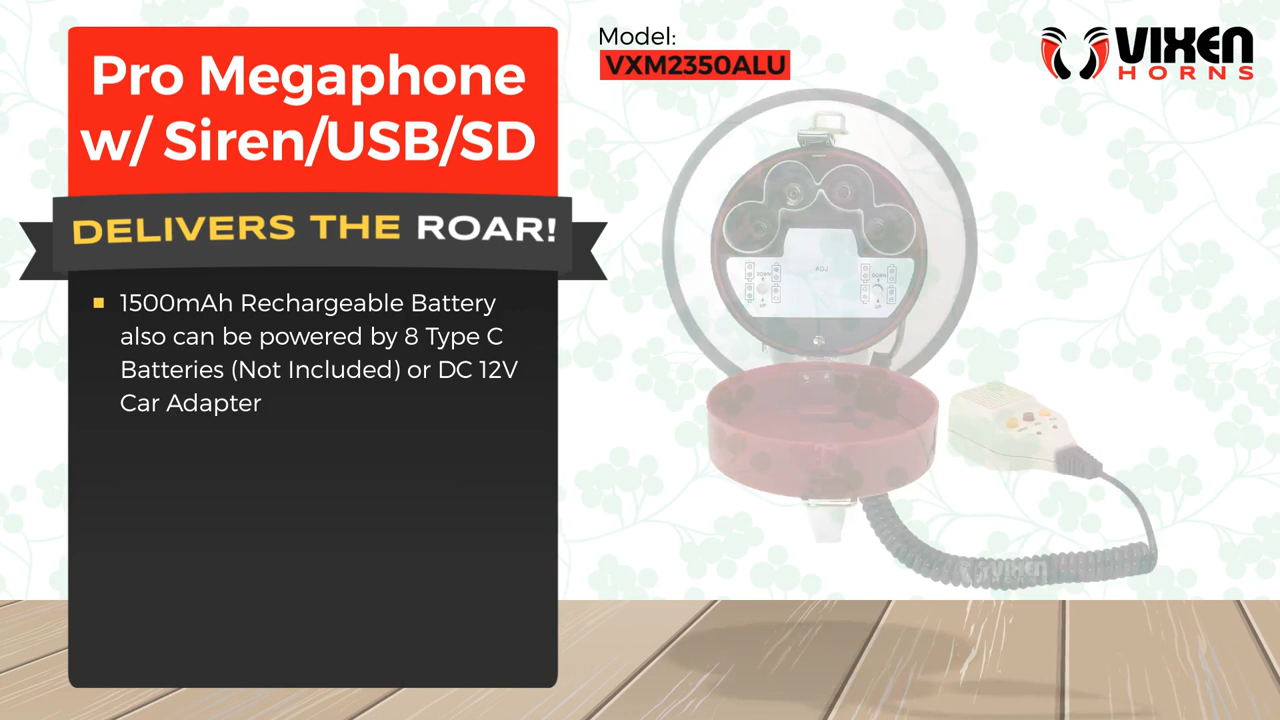 Pro Megaphone
w/ Siren/USB/SD
DELIVERS THE ROAR!
1500mAh Rechargeable Battery
also can be powered by 8 Type C
Batteries (Not Included) or DC 12V
Car Adapter
Model:
VXM2350ALU
VIXEN
HORNS
VIXEN